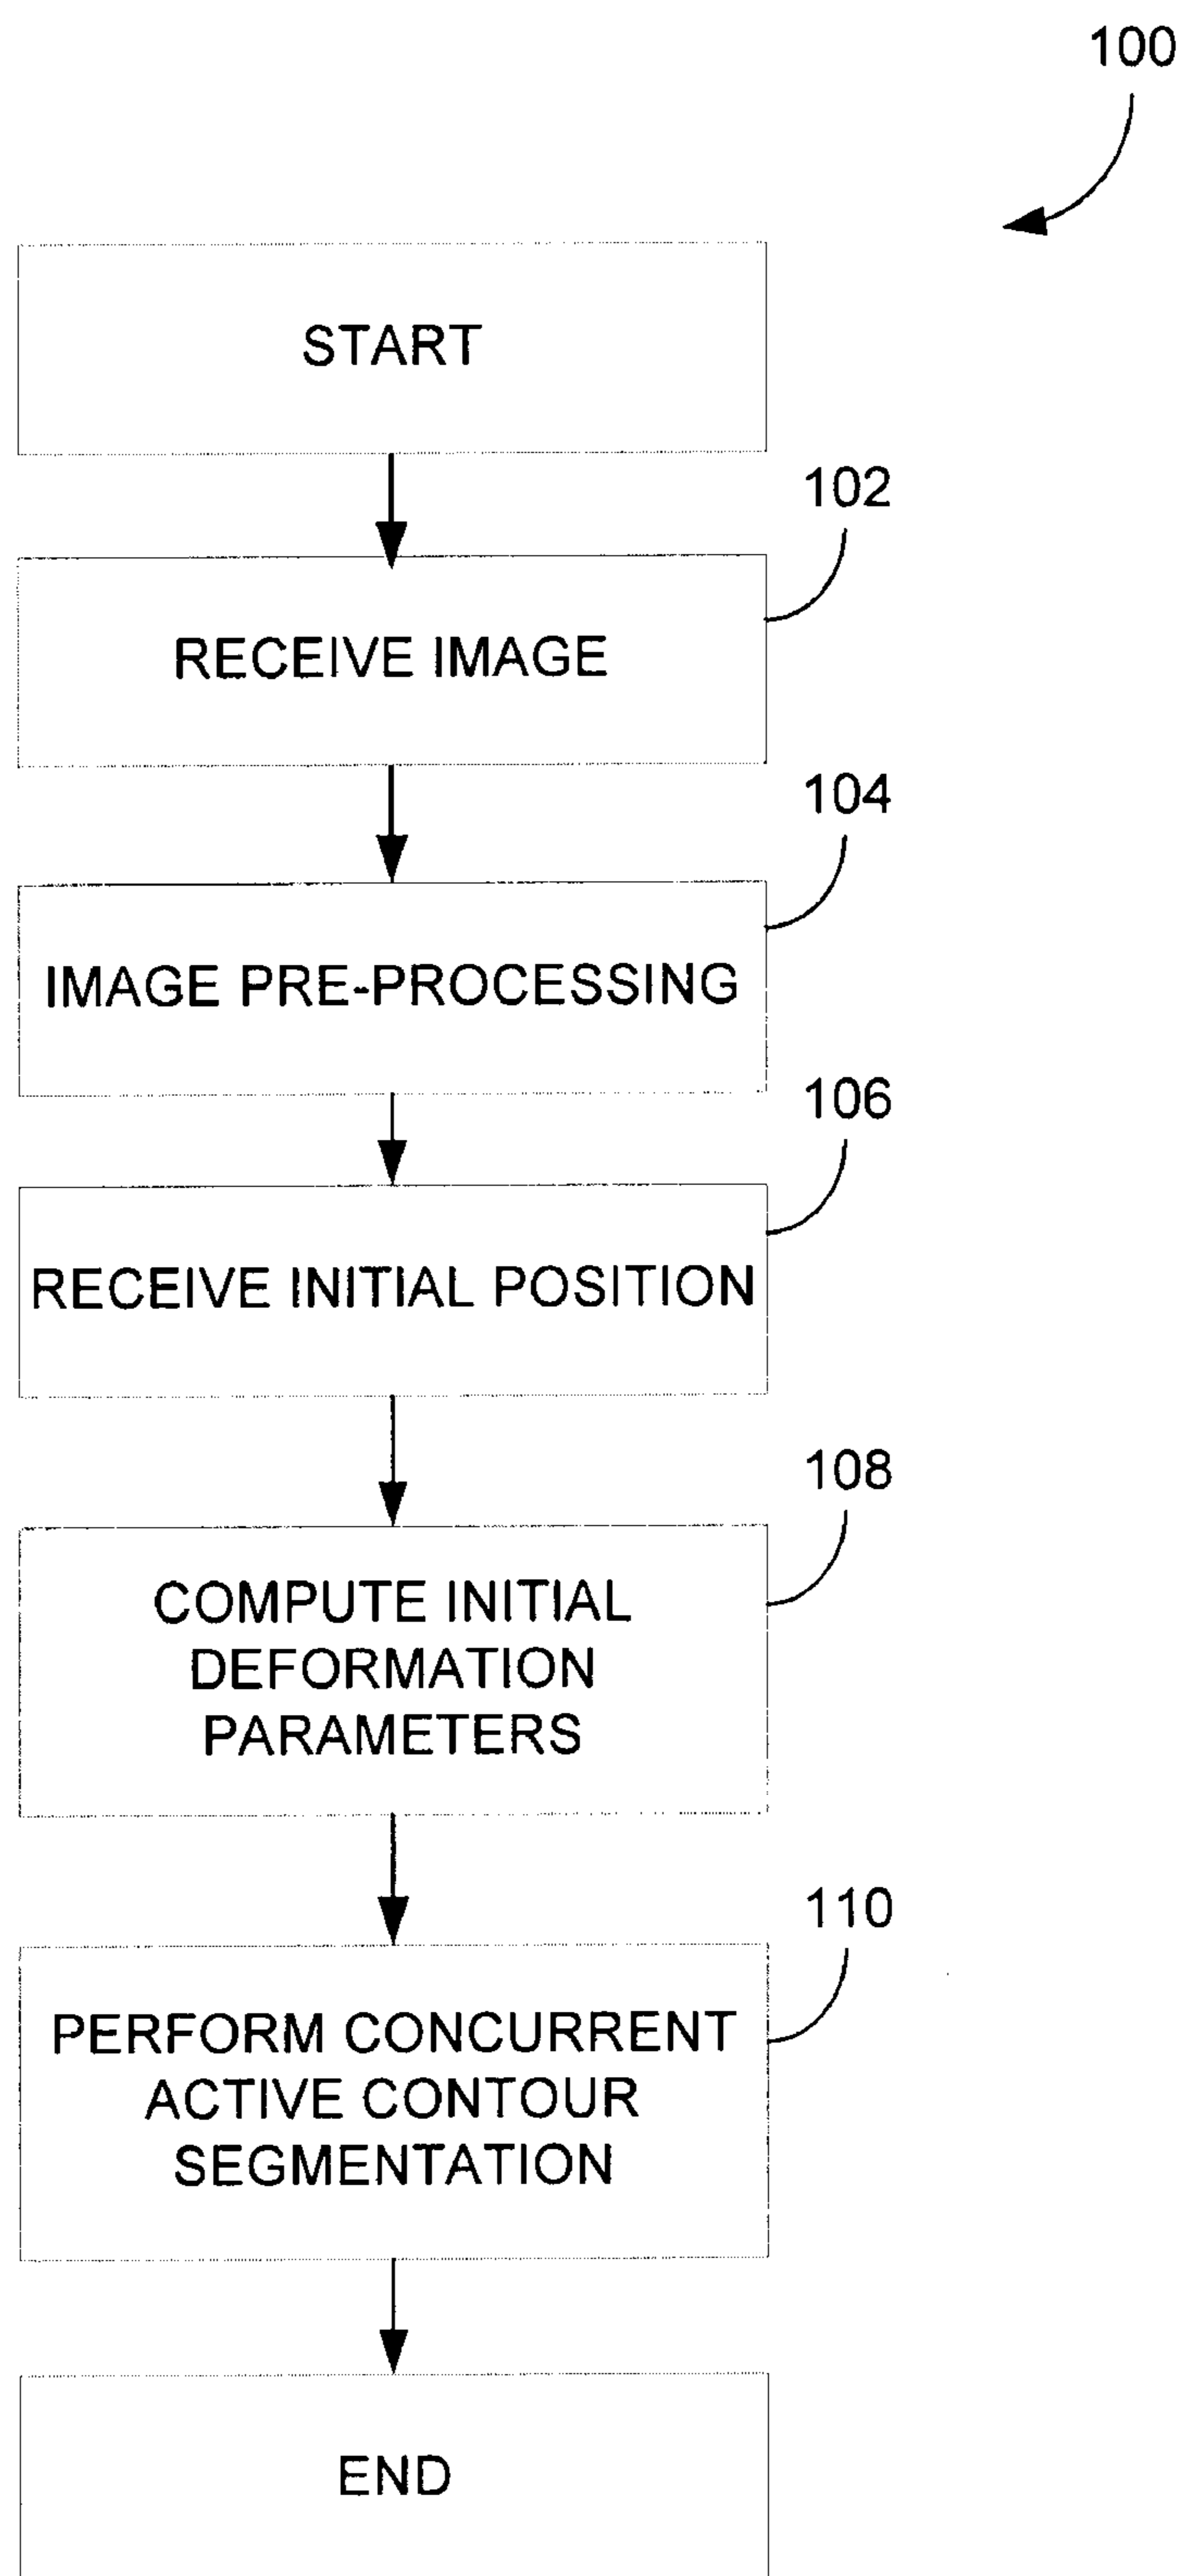 100
START
102
RECEIVE IMAGE
104
IMAGE PRE-PROCESSING
106
RECEIVE INITIAL POSITION
108
COMPUTE INITIAL
DEFORMATION
PARAMETERS
110
PERFORM CONCURRENT
ACTIVE CONTOUR
SEGMENTATION
END